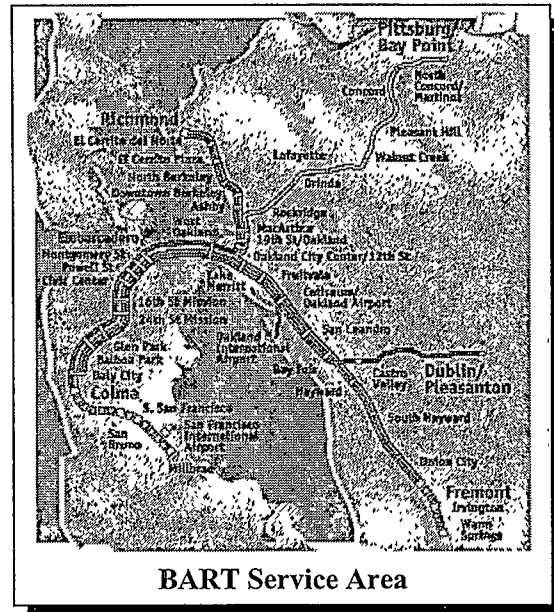 Pittsburg/
Bay Point
North
Concord/
Martinez
Concord
Richmond
Pleasant Hill
El Cerrito del Norte
El Cerrito Plaza
Lafayette
Walnut Creek
North Berkeley
Orinda
Downtown Berkeley
Ashby
Rockridge
West
Oakland
MacArthur
Embarcadero
19th St/Oakland
Montgomery St
Oakland City Center/12th St
Powell St
Lake
Merritt
Fruitvale
Civic Center
Coliseum/
Oakland Airport
16th St Mission
24th St Mission
San Leandro
Oakland
International
Airport
Glen Park
Balboa Park
Bay Fair
Daly City
Castro
Valley
Dublin/
Pleasanton
Colma
Hayward
S. San Francisco
South Hayward
San
Bruno
San Francisco
International
Airport
Union City
Millbrae
Fremont
Irvington
Warm
Springs
BART Service Area